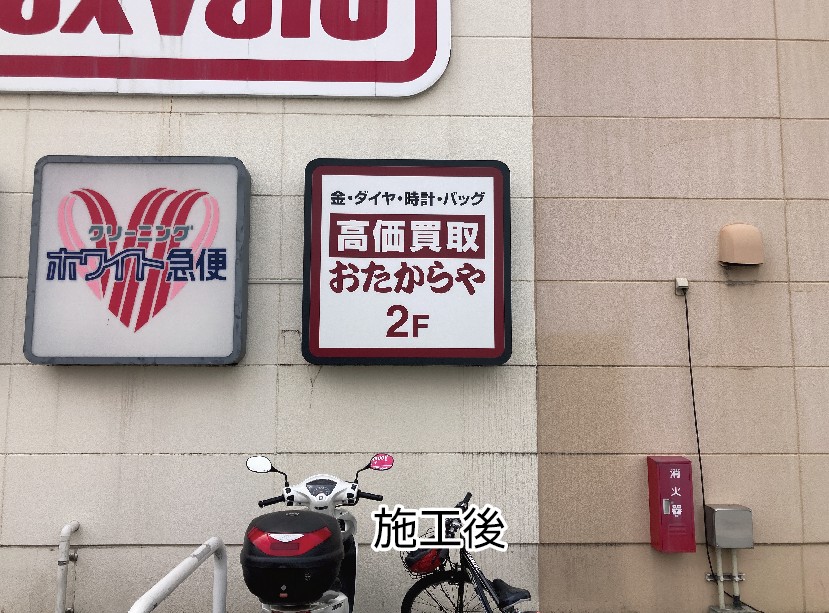 クリーニング
ホワイト急便
金・ダイヤ・時計・バッグ
高価買取
おたからや
2F
消火器
施工後